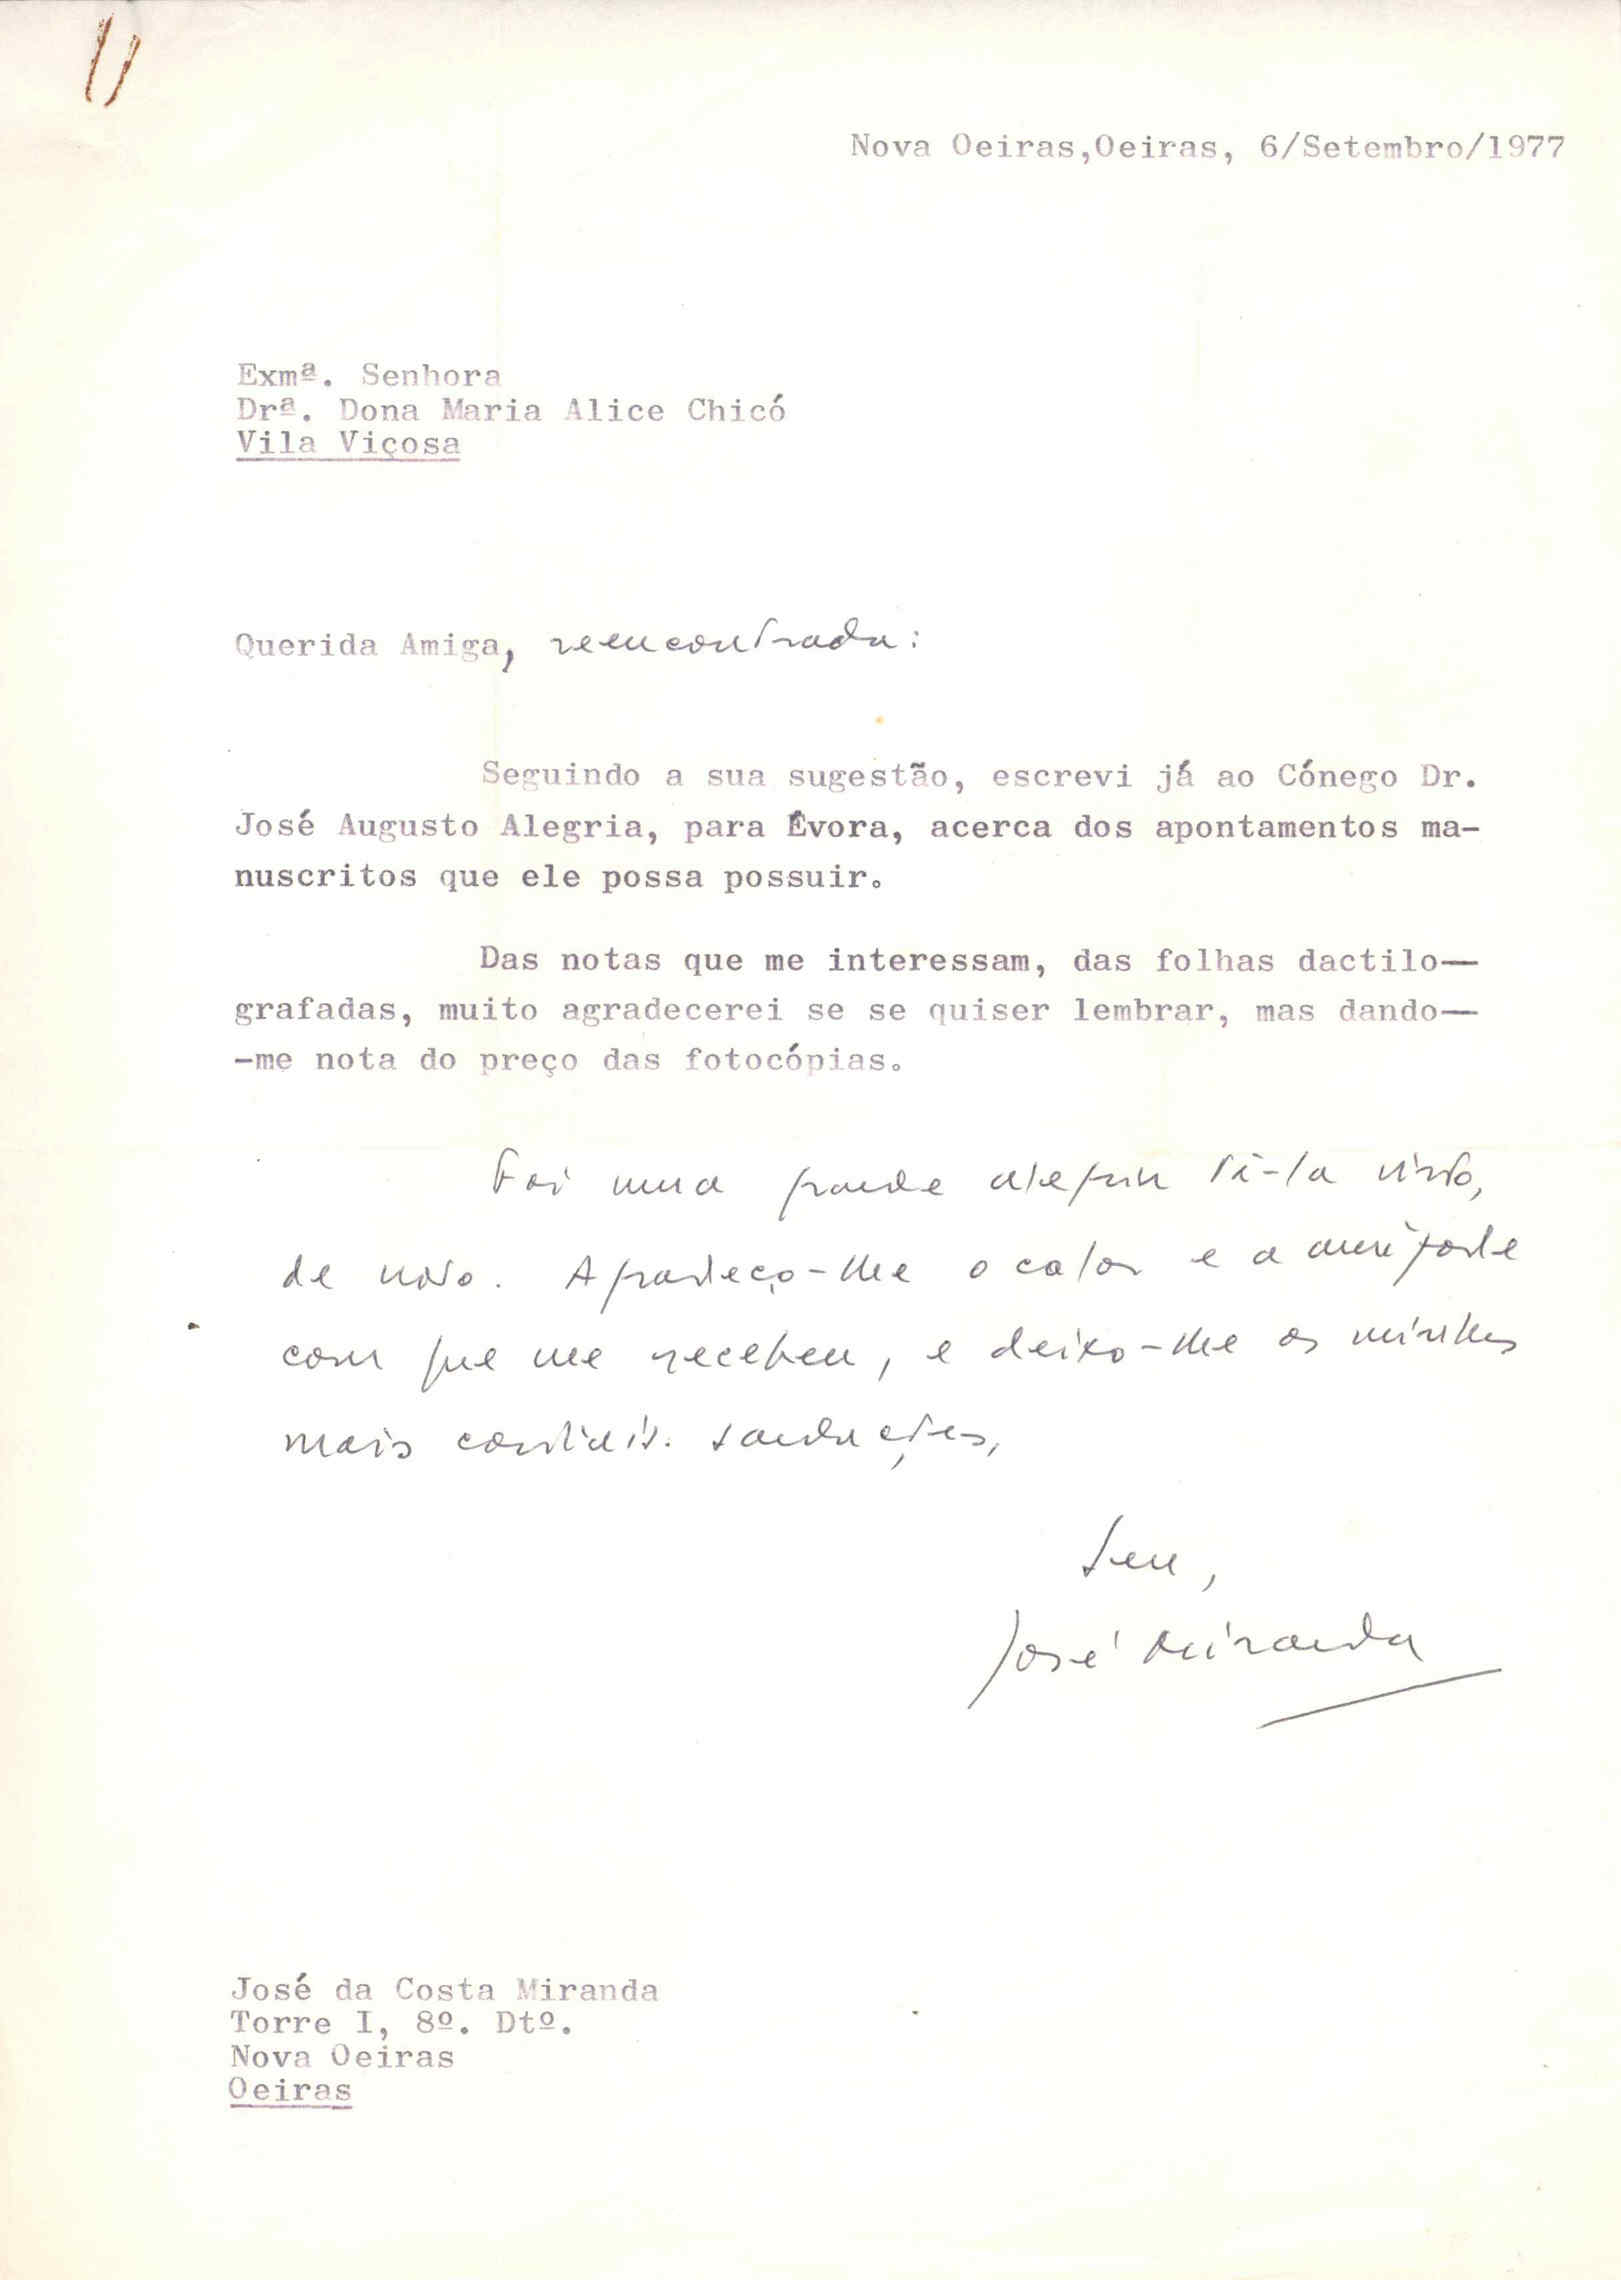 Nova Oeiras,Oeiras, 6/Setembro/1977
Exmª. Senhora
Drª. Dona Maria Alice Chicó
Vila Viçosa
Querida Amiga, reencontrada:
Seguindo a sua sugestão, escrevi já ao Cónego Dr.
José Augusto Alegria, para Évora, acerca dos apontamentos ma-
nuscritos que ele possa possuir.
Das notas que me interessam, das folhas dactilo-
grafadas, muito agradecerei se se quiser lembrar, mas dando-
-me nota do preço das fotocópias.
Foi uma grande alegria tê-la visto,
de novo. Agradeço-lhe o calor e a amizade
com que me recebeu, e deixo-lhe as minhas
mais cordiais saudações,
Seu,
José Miranda
José da Costa Miranda
Torre I, 8º. Dtº.
Nova Oeiras
Oeiras